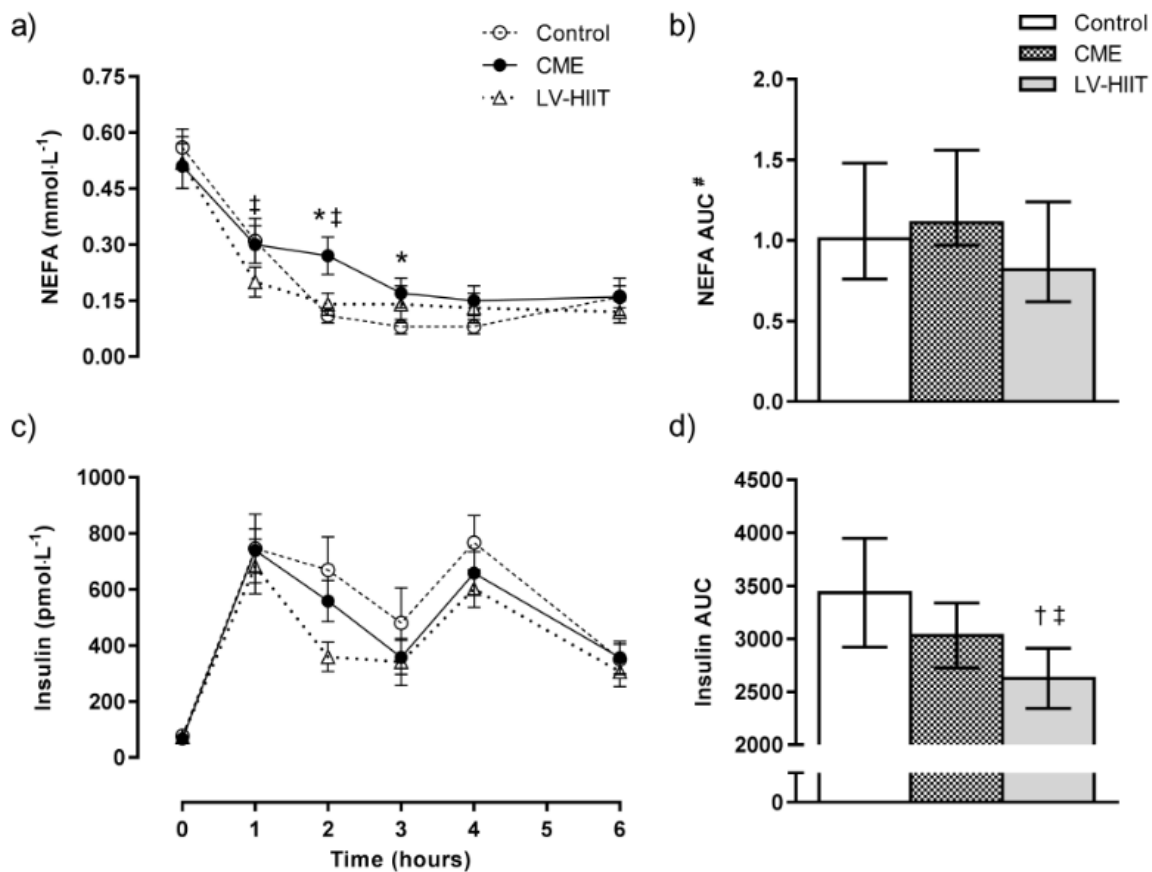 a)
Control
CME
LV-HIIT
NEFA (mmol·L⁻¹)
0.75
0.60
0.45
0.30
0.15
0.00
‡
* ‡
*
b)
Control
CME
LV-HIIT
NEFA AUC #
2.0
1.5
1.0
0.5
0.0
c)
Insulin (pmol·L⁻¹)
1000
800
600
400
200
0
0 1 2 3 4 5 6
Time (hours)
d)
Insulin AUC
4500
4000
3500
3000
2500
2000
0
† ‡